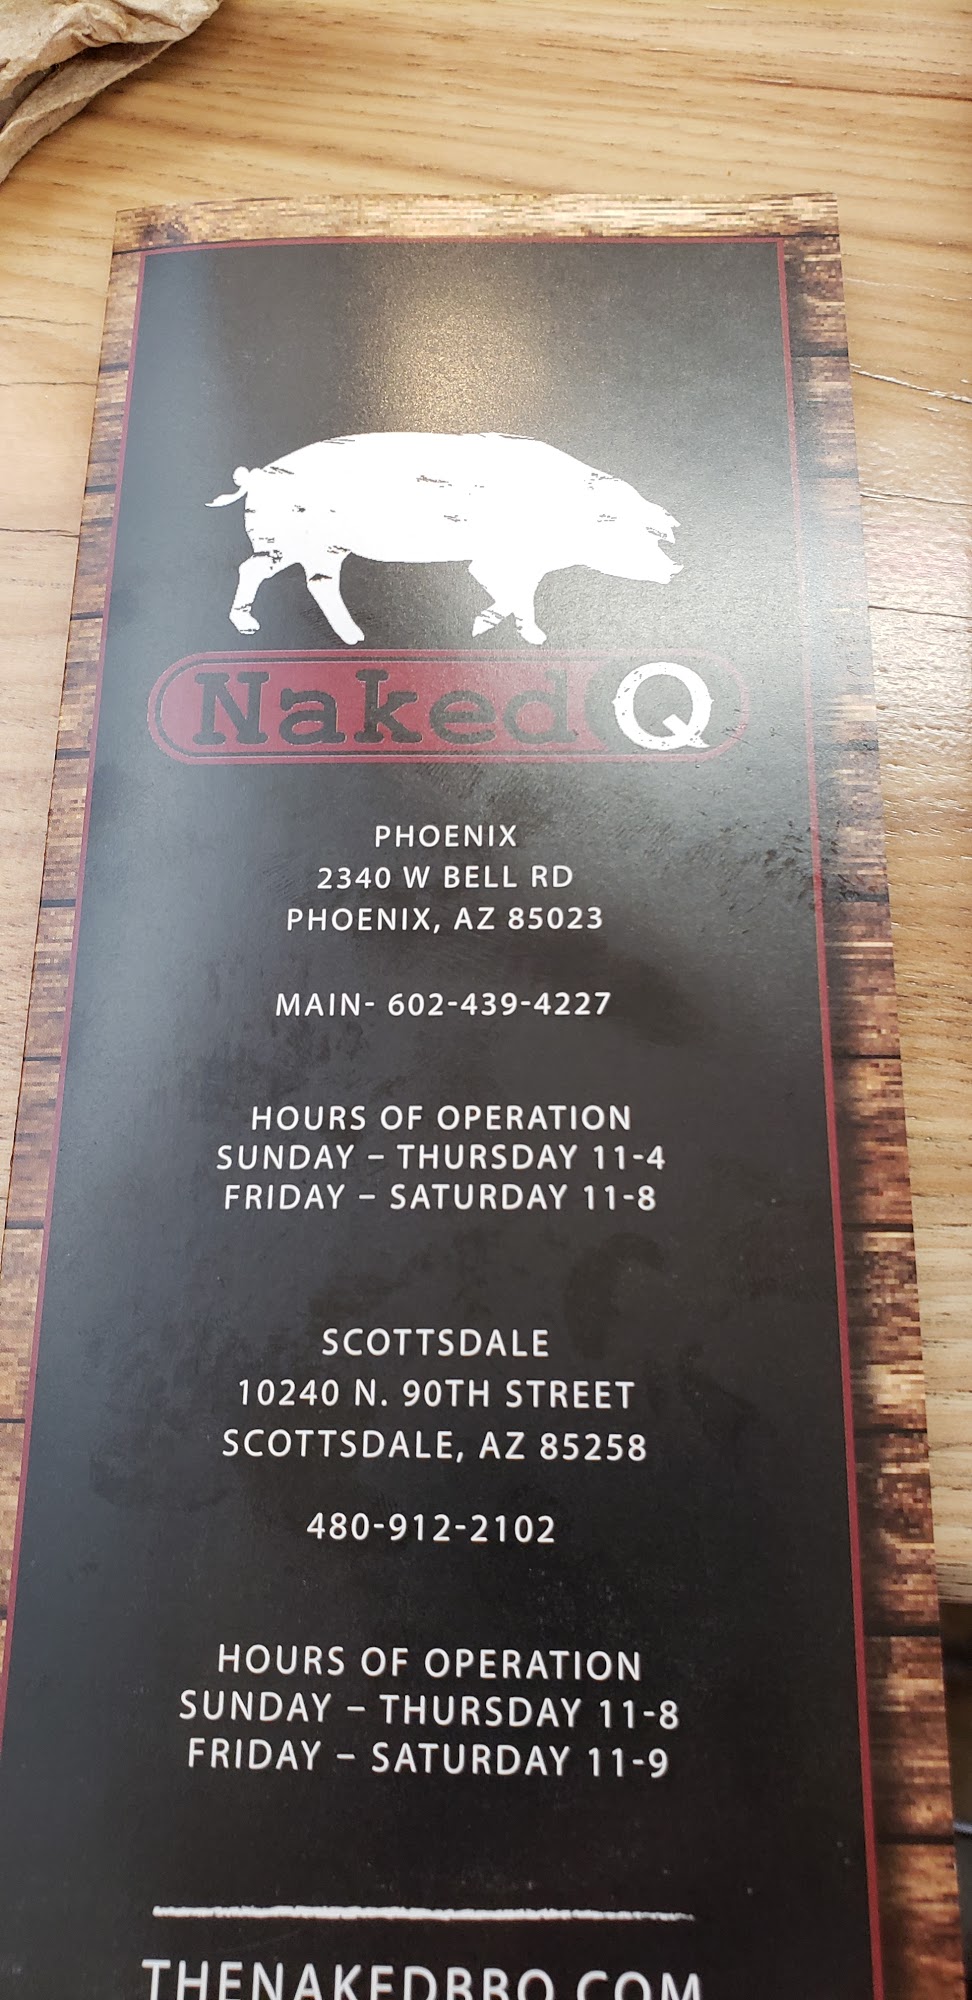 Naked Q
PHOENIX
2340 W BELL RD
PHOENIX, AZ 85023
MAIN- 602-439-4227
HOURS OF OPERATION
SUNDAY – THURSDAY 11-4
FRIDAY – SATURDAY 11-8
SCOTTSDALE
10240 N. 90TH STREET
SCOTTSDALE, AZ 85258
480-912-2102
HOURS OF OPERATION
SUNDAY – THURSDAY 11-8
FRIDAY – SATURDAY 11-9
THENAKEDBBQ.COM